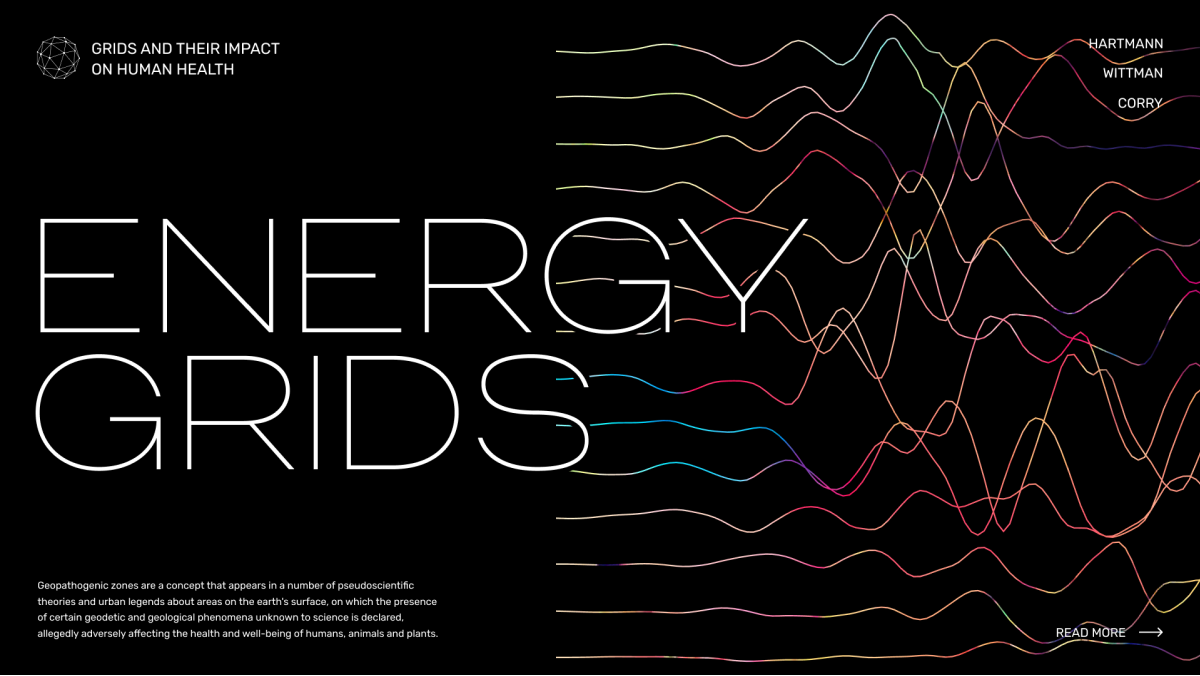 GRIDS AND THEIR IMPACT
ON HUMAN HEALTH
HARTMANN
WITTMAN
CORRY
ENERGY
GRIDS
Geopathogenic zones are a concept that appears in a number of pseudoscientific
theories and urban legends about areas on the earth's surface, on which the presence
of certain geodetic and geological phenomena unknown to science is declared,
allegedly adversely affecting the health and well-being of humans, animals and plants.
READ MORE